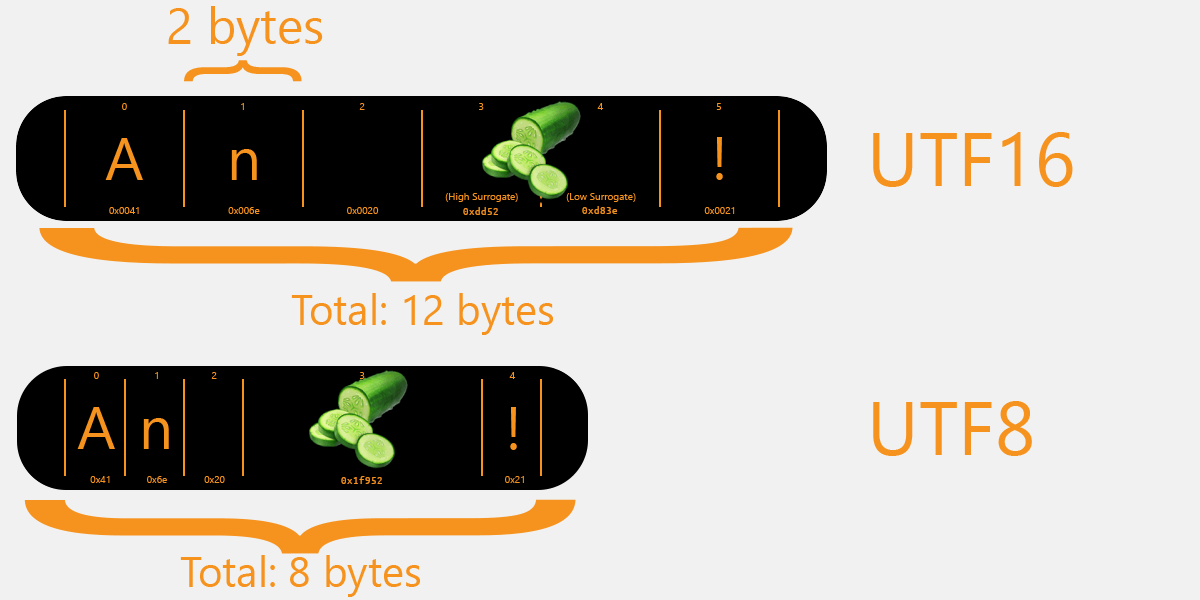 2 bytes
0 1 2 3 4 5
A n !
(High Surrogate) (Low Surrogate)
0x0041 0x006e 0x0020 0xdd52 0xd83e 0x0021
UTF16
Total: 12 bytes
0 1 2 3 4
A n !
0x41 0x6e 0x20 0x1f952 0x21
UTF8
Total: 8 bytes